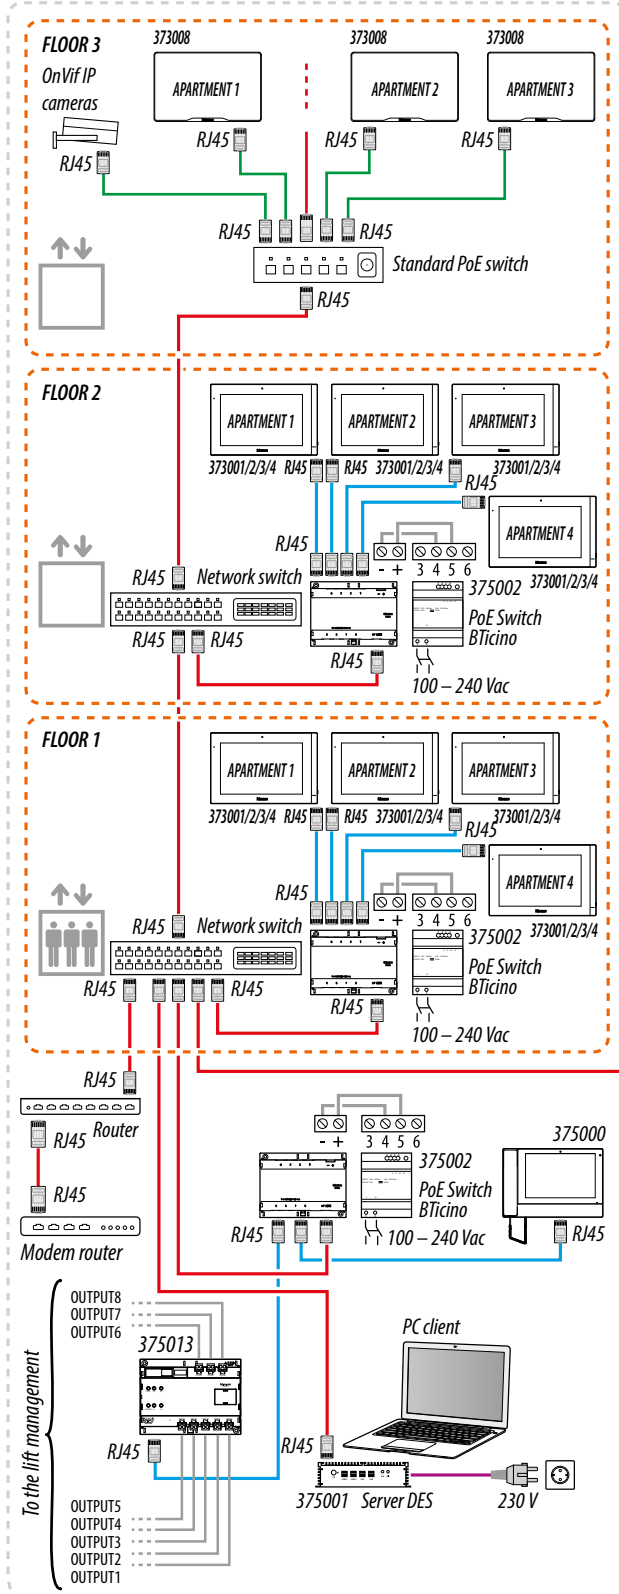 FLOOR 3
373008
373008
373008
OnVif IP
cameras
APARTMENT 1
APARTMENT 2
APARTMENT 3
RJ45
RJ45
RJ45
RJ45
RJ45
RJ45
Standard PoE switch
RJ45
FLOOR 2
APARTMENT 1
APARTMENT 2
APARTMENT 3
373001/2/3/4
RJ45
RJ45
373001/2/3/4
373001/2/3/4
RJ45
APARTMENT 4
373001/2/3/4
RJ45
- +
3 4 5 6
RJ45
Network switch
375002
PoE Switch
BTicino
RJ45
RJ45
RJ45
100 – 240 Vac
FLOOR 1
APARTMENT 1
APARTMENT 2
APARTMENT 3
373001/2/3/4
RJ45
RJ45
373001/2/3/4
373001/2/3/4
RJ45
APARTMENT 4
373001/2/3/4
RJ45
- +
3 4 5 6
RJ45
Network switch
375002
PoE Switch
BTicino
RJ45
RJ45
RJ45
100 – 240 Vac
RJ45
Router
RJ45
RJ45
Modem router
- +
3 4 5 6
375002
PoE Switch
BTicino
375000
RJ45
100 – 240 Vac
RJ45
To the lift management
OUTPUT8
OUTPUT7
OUTPUT6
375013
PC client
RJ45
RJ45
375001
Server DES
230 V
OUTPUT5
OUTPUT4
OUTPUT3
OUTPUT2
OUTPUT1